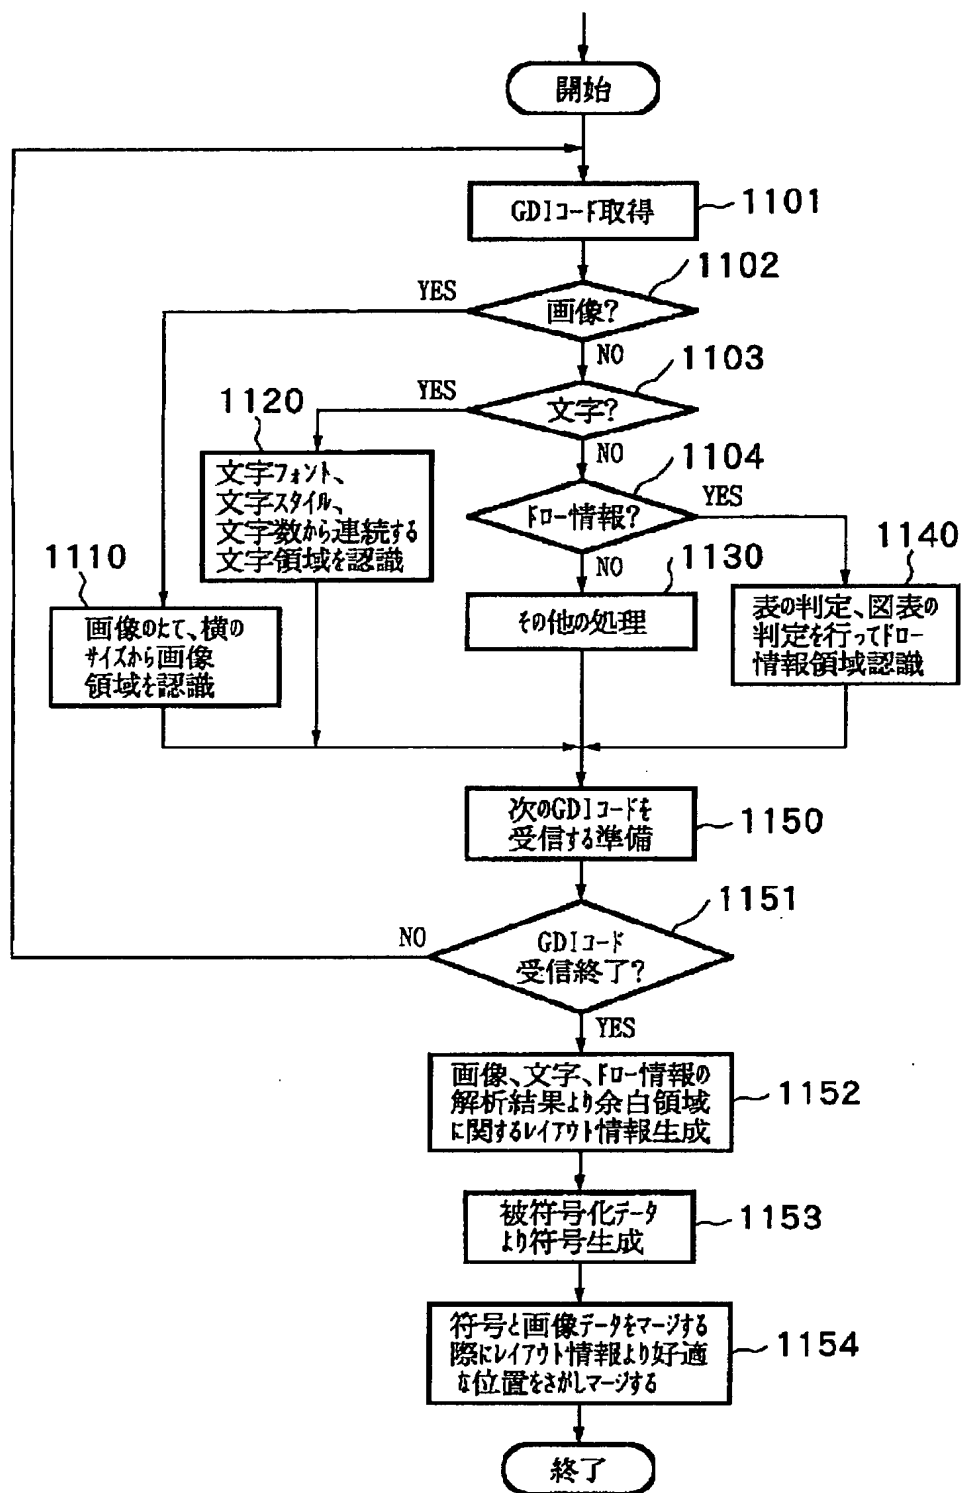 開始
GDIコード取得
1101
1102
YES
画像?
NO
1103
YES
文字?
1120
NO
1104
文字フォント、
文字スタイル、
文字数から連続する
文字領域を認識
ドロー情報?
YES
NO
1130
1140
1110
その他の処理
画像のたて、横の
サイズから画像
領域を認識
表の判定、図表の
判定を行ってドロー
情報領域認識
次のGDIコードを
受信する準備
1150
1151
NO
GDIコード
受信終了?
YES
画像、文字、ドロー情報の
解析結果より余白領域
に関するレイアウト情報生成
1152
被符号化データ
より符号生成
1153
符号と画像データをマージする
際にレイアウト情報より好適
な位置をさがしマージする
1154
終了